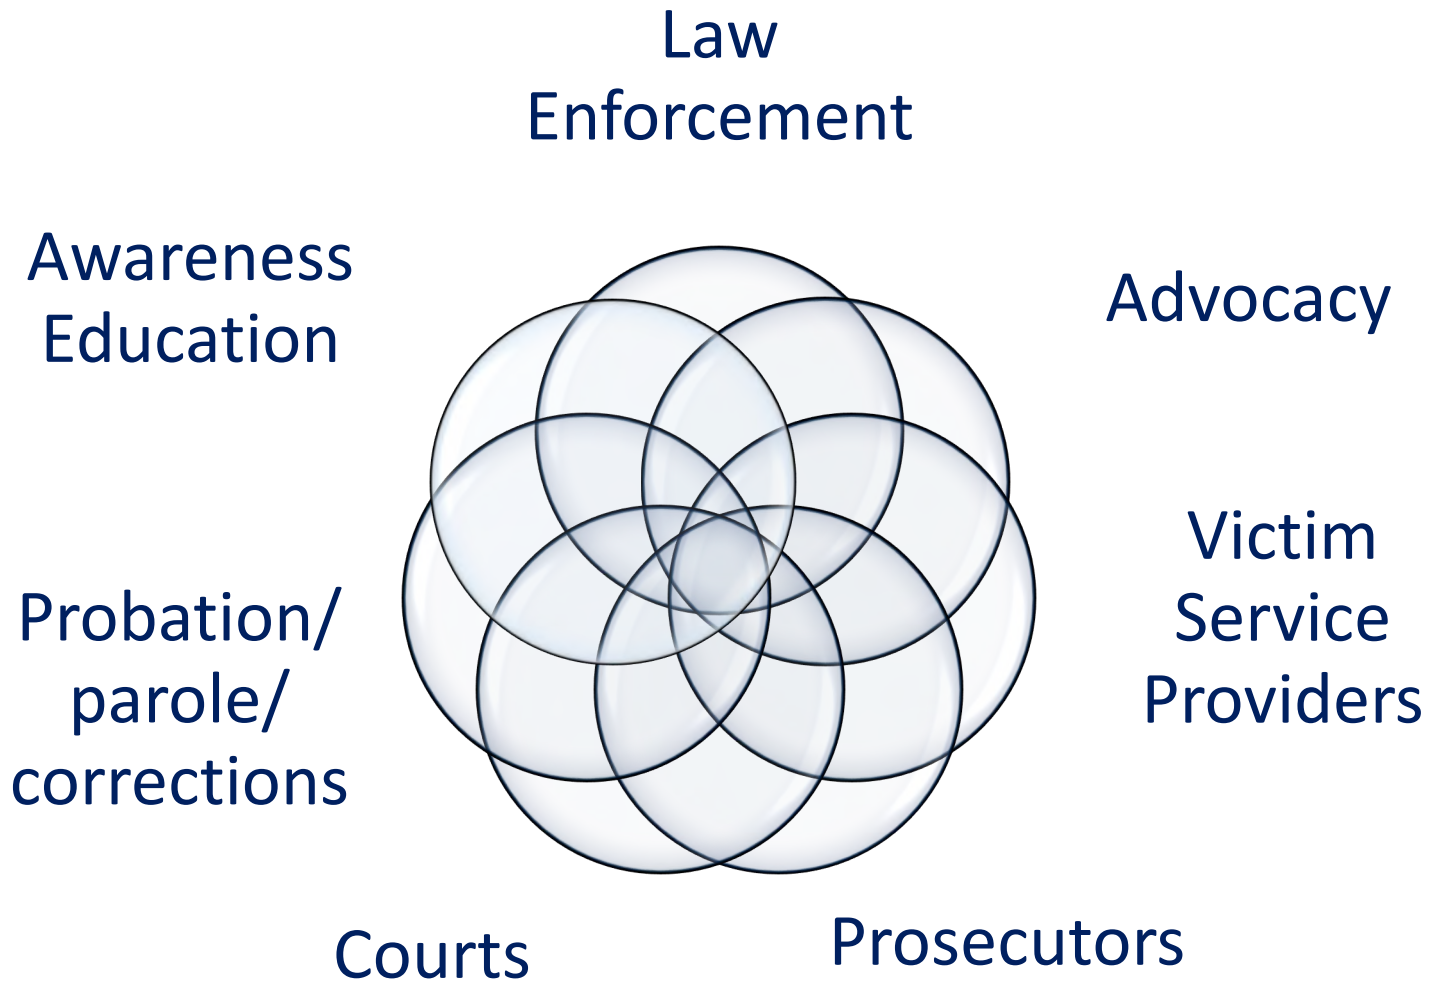 Law
Enforcement
Awareness
Education
Advocacy
Victim
Service
Providers
Probation/
parole/
corrections
Courts
Prosecutors